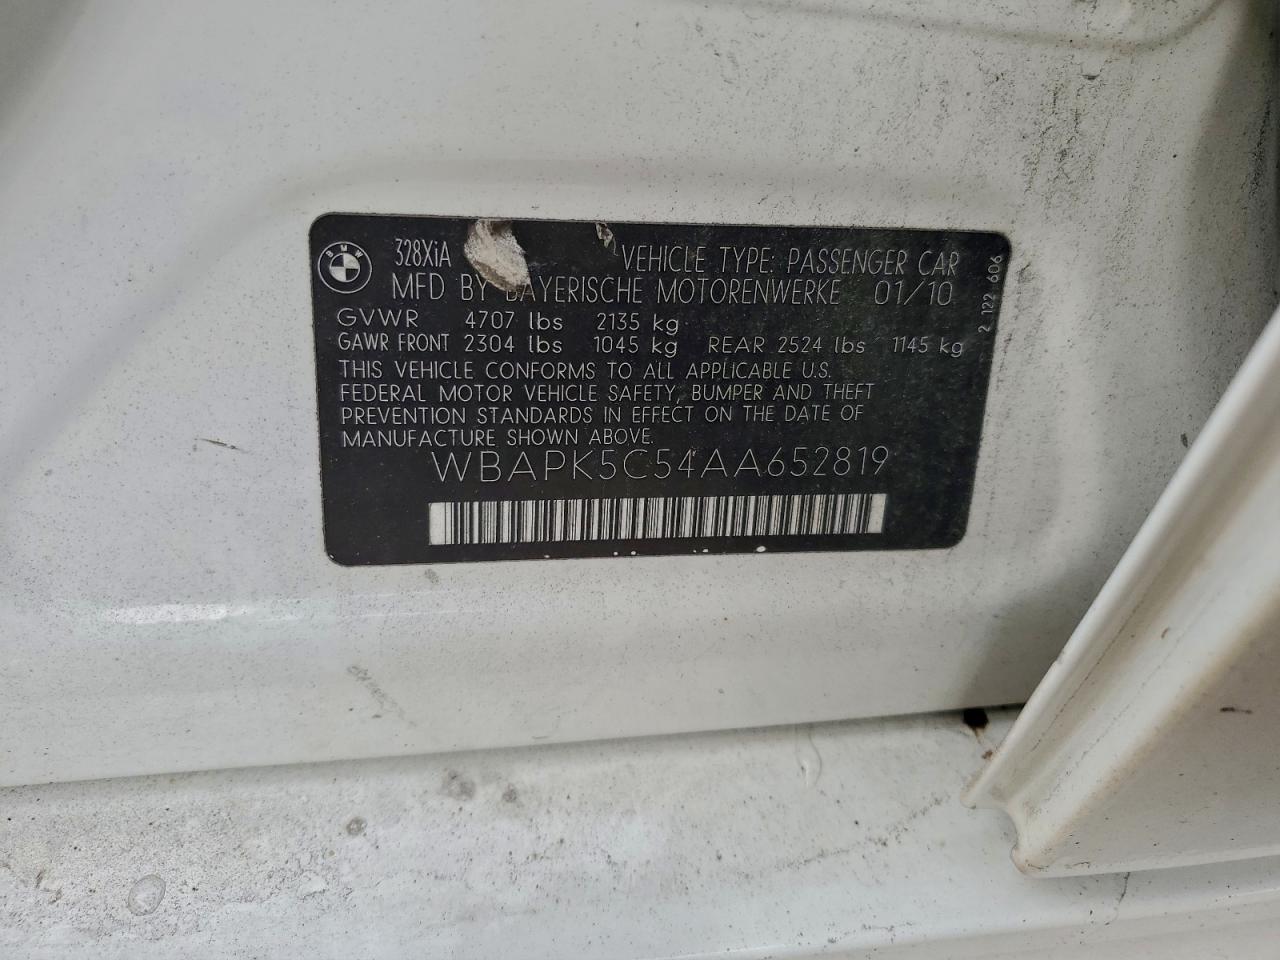 BMW
328XiA VEHICLE TYPE: PASSENGER CAR
MFD BY BAYERISCHE MOTORENWERKE 01/10
GVWR 4707 lbs 2135 kg
GAWR FRONT 2304 lbs 1045 kg REAR 2524 lbs 1145 kg
THIS VEHICLE CONFORMS TO ALL APPLICABLE U.S.
FEDERAL MOTOR VEHICLE SAFETY, BUMPER AND THEFT
PREVENTION STANDARDS IN EFFECT ON THE DATE OF
MANUFACTURE SHOWN ABOVE.
WBAPK5C54AA652819
2 122 606